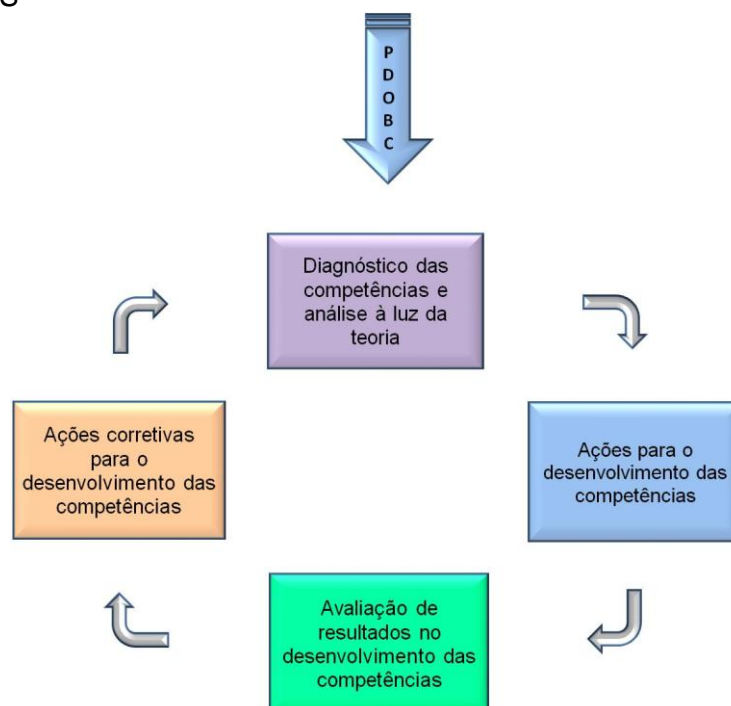 P
D
O
B
C
Diagnóstico das
competências e
análise à luz da
teoria
Ações corretivas
para o
desenvolvimento das
competências
Ações para o
desenvolvimento das
competências
Avaliação de
resultados no
desenvolvimento das
competências